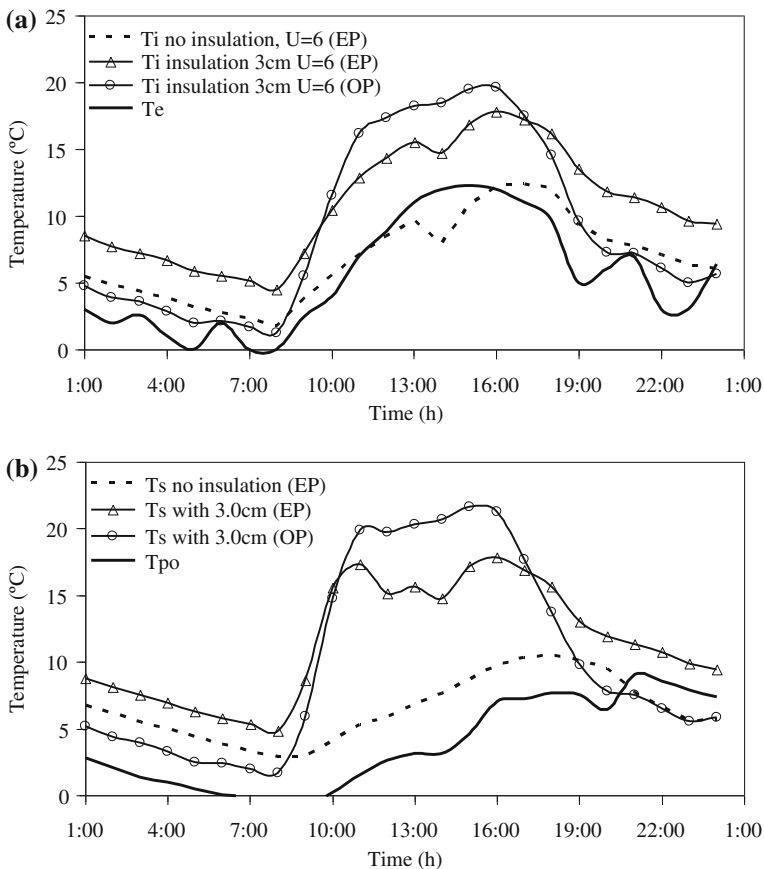 (a)
25
20
15
10
5
0
Temperature (ºC)
Ti no insulation, U=6 (EP)
Ti insulation 3cm U=6 (EP)
Ti insulation 3cm U=6 (OP)
Te
1:00 4:00 7:00 10:00 13:00 16:00 19:00 22:00 1:00
Time (h)
(b)
25
20
15
10
5
0
Temperature (ºC)
Ts no insulation (EP)
Ts with 3.0cm (EP)
Ts with 3.0cm (OP)
Tpo
1:00 4:00 7:00 10:00 13:00 16:00 19:00 22:00 1:00
Time (h)